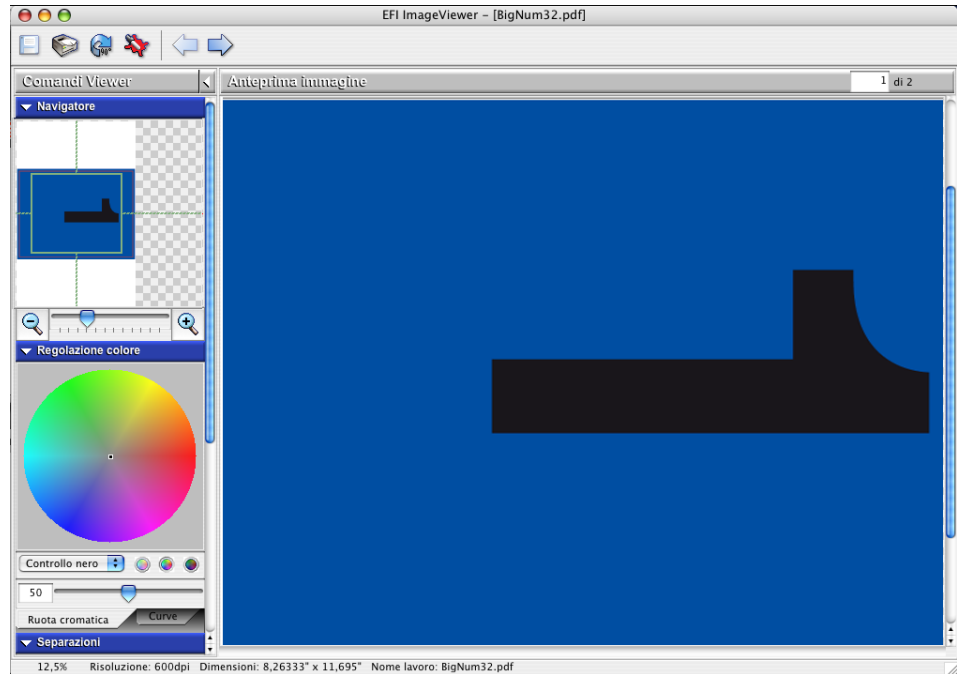 EFI ImageViewer – [BigNum32.pdf]
90°
Comandi Viewer
Anteprima immagine
1 di 2
Navigatore
Regolazione colore
Controllo nero
50
Ruota cromatica
Curve
Separazioni
12,5% Risoluzione: 600dpi Dimensioni: 8,26333" x 11,695" Nome lavoro: BigNum32.pdf